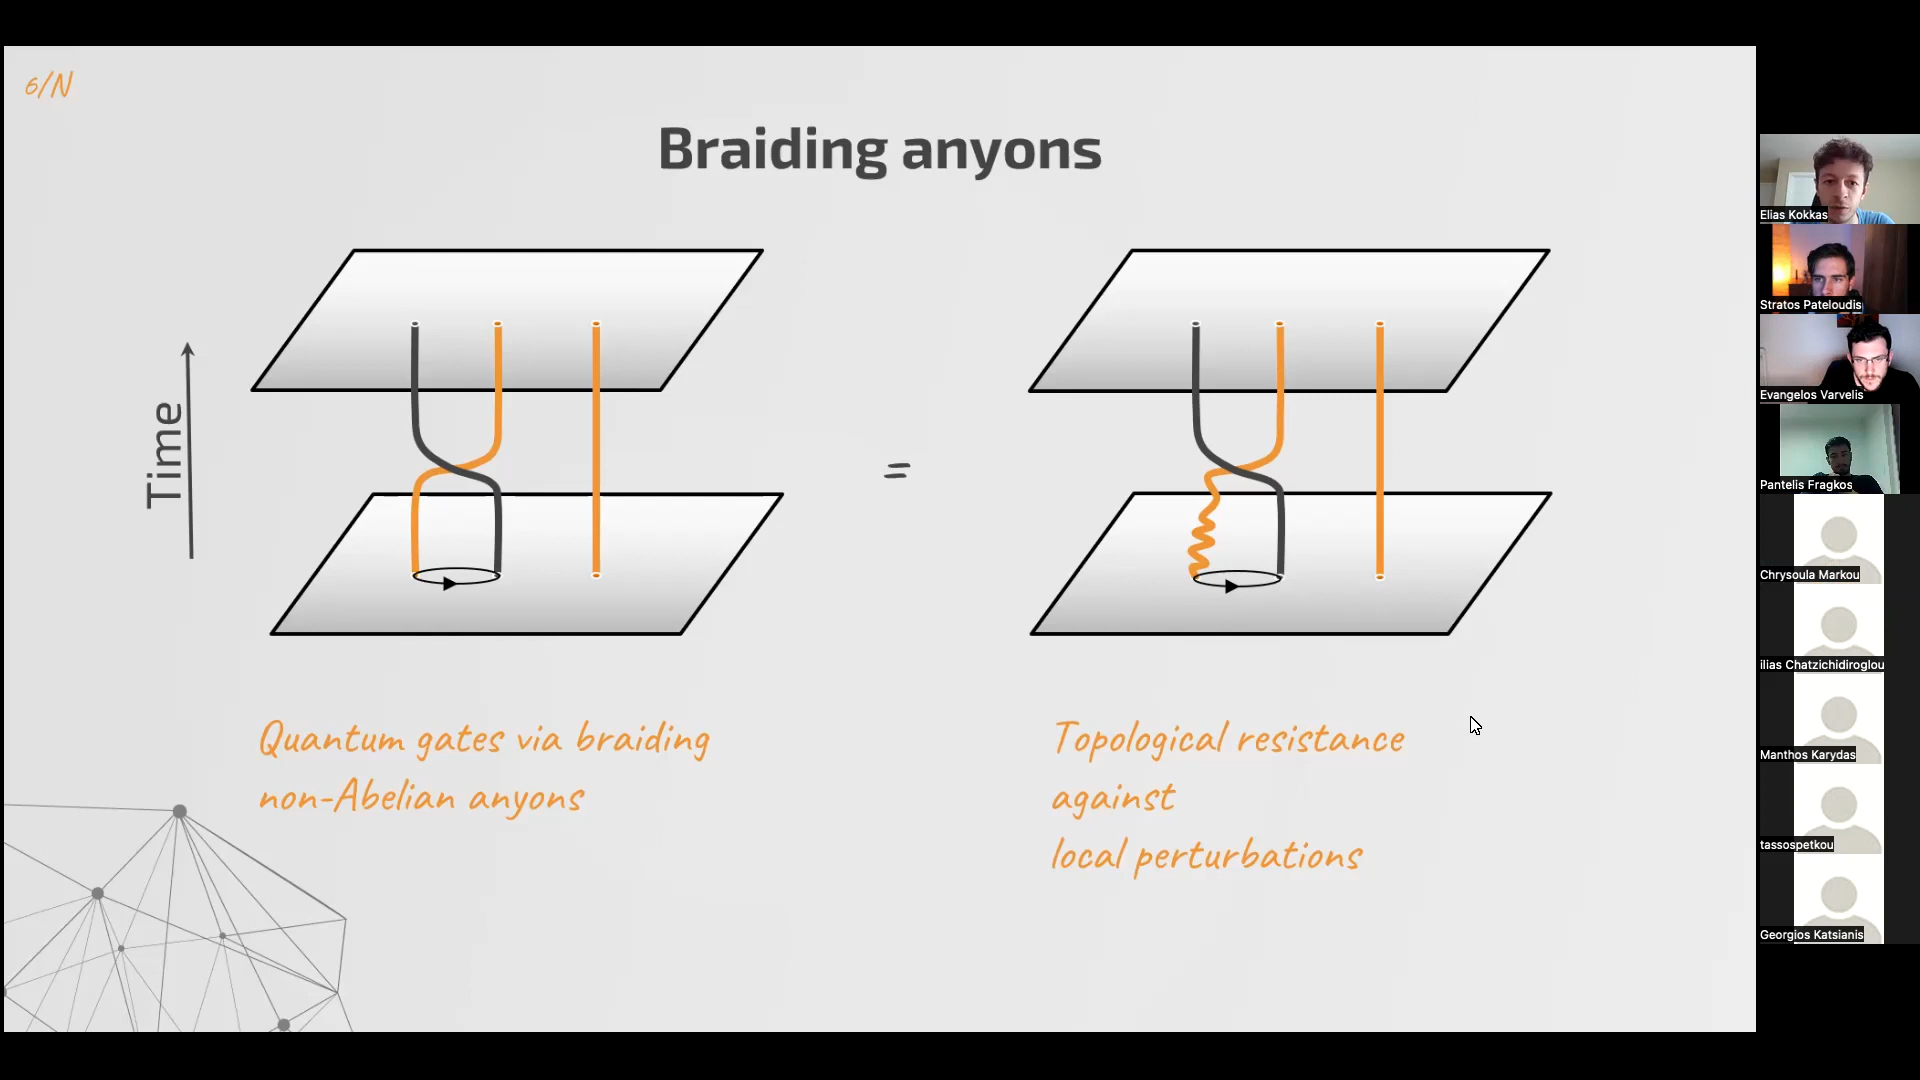 6/N
Braiding anyons
Time
=
Quantum gates via braiding
non-Abelian anyons
Topological resistance
against
local perturbations
Elias Kokkas
Stratos Pateloudis
Evangelos Varvelis
Pantelis Fragkos
Chrysoula Markou
ilias Chatzichidiroglou
Manthos Karydas
tassospetkou
Georgios Katsianis